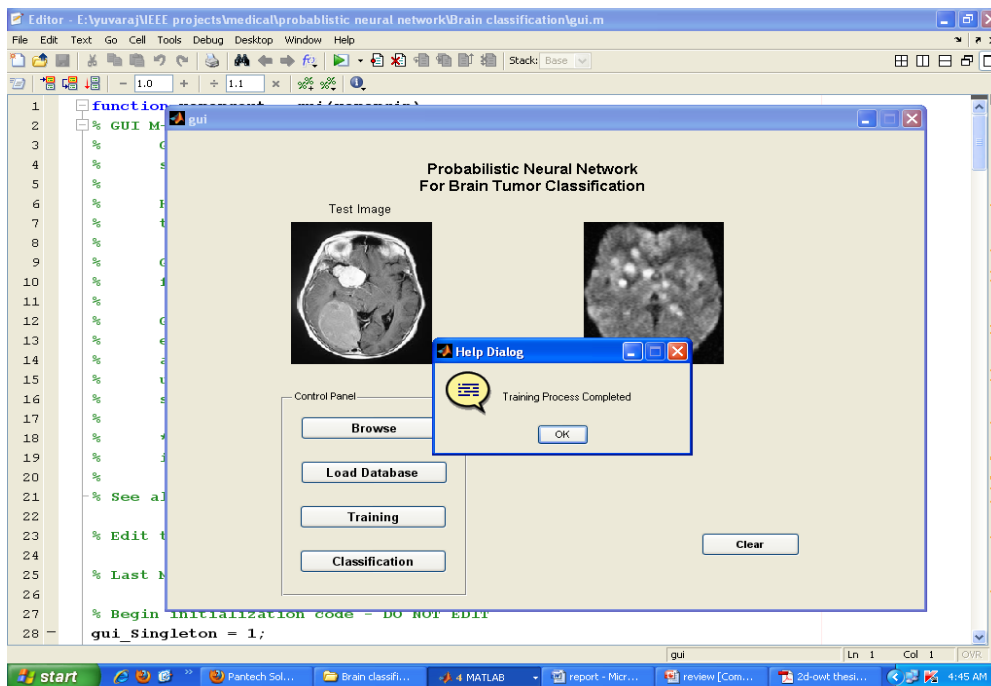 Editor - E:\yuvaraj\IEEE projects\medical\probablistic neural network\Brain classification\gui.m
File Edit Text Go Cell Tools Debug Desktop Window Help
Stack: Base
1.0 1.1
1 function
2 % GUI M-
3 %
4 %
5 %
6 %
7 %
8 %
9 %
10 %
11 %
12 %
13 %
14 %
15 %
16 %
17 %
18 %
19 %
20 %
21 % See al
22
23 % Edit t
24
25 % Last M
26
27 % Begin initialization code - DO NOT EDIT
28 gui_Singleton = 1;
gui
Probabilistic Neural Network
For Brain Tumor Classification
Test Image
Help Dialog
Training Process Completed
OK
Control Panel
Browse
Load Database
Training
Classification
Clear
gui Ln 1 Col 1 OVR
start Pantech Sol... Brain classifi... 4 MATLAB report - Micr... review [Com... 2d-owt thesi... 4:45 AM